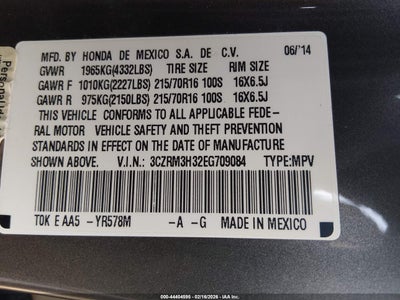 Persona
MFD. BY HONDA DE MEXICO S.A. DE C.V. 06/'14
GVWR 1965KG(4332LBS) TIRE SIZE RIM SIZE
GAWR F 1010KG(2227LBS) 215/70R16 100S 16X6.5J
GAWR R 975KG(2150LBS) 215/70R16 100S 16X6.5J
THIS VEHICLE CONFORMS TO ALL APPLICABLE FEDE-
RAL MOTOR VEHICLE SAFETY AND THEFT PREVENTION
STANDARDS IN EFFECT ON THE DATE OF MANUFACTURE
SHOWN ABOVE. V.I.N.: 3CZRM3H32EG709084 TYPE:MPV
TOK E AA5 -YR578M -A -G MADE IN MEXICO
000-44404095 - 02/16/2026 - IAA Inc.